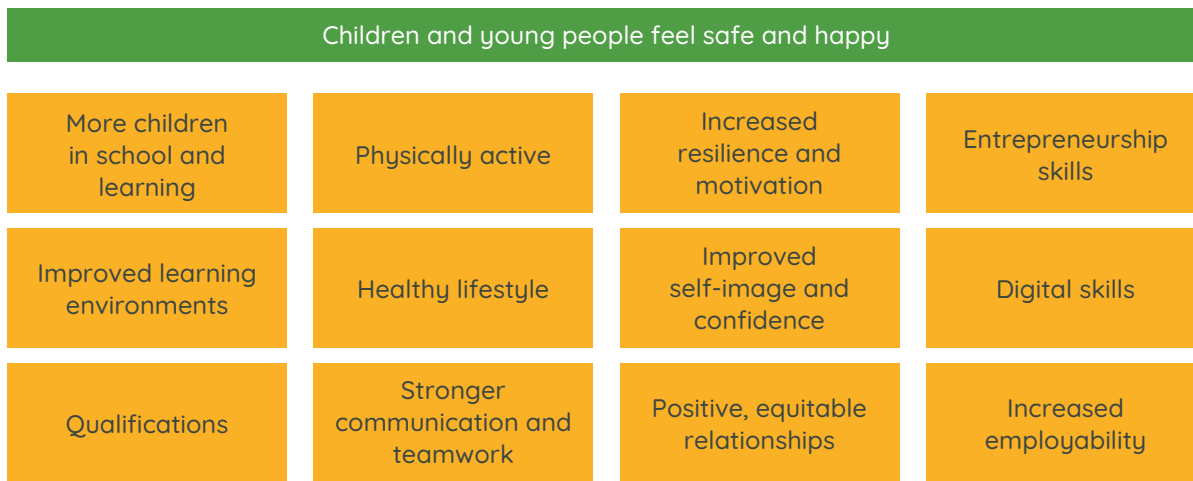 Children and young people feel safe and happy
More children
in school and
learning
Physically active
Increased
resilience and
motivation
Entrepreneurship
skills
Improved learning
environments
Healthy lifestyle
Improved
self-image and
confidence
Digital skills
Qualifications
Stronger
communication and
teamwork
Positive, equitable
relationships
Increased
employability